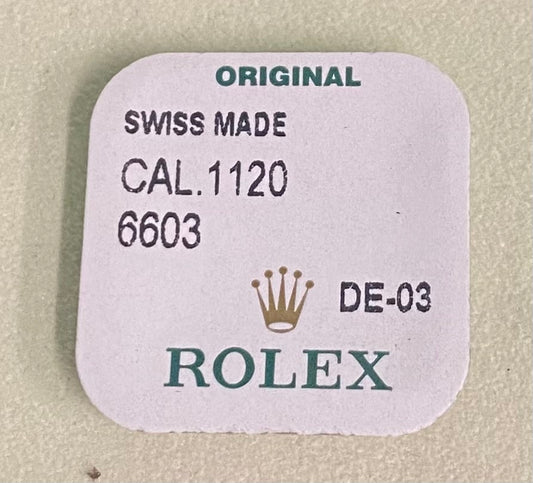 ORIGINAL
SWISS MADE
CAL.1120
6603
DE-03
ROLEX